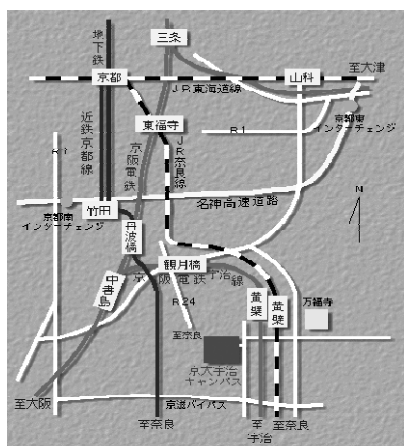 三条
地下鉄
京都
山科
至大津
JR東海道線
京都東
インターチェンジ
東福寺
R1
近鉄京都線
R1
京阪電鉄
JR奈良線
N
名神高速道路
京都南
インターチェンジ
竹田
丹波橋
観月橋
京阪電鉄宇治線
中書島
R24
黄檗
黄檗
万福寺
至奈良
京大宇治
キャンパス
至大阪
京滋バイパス
至奈良
至宇治
至奈良